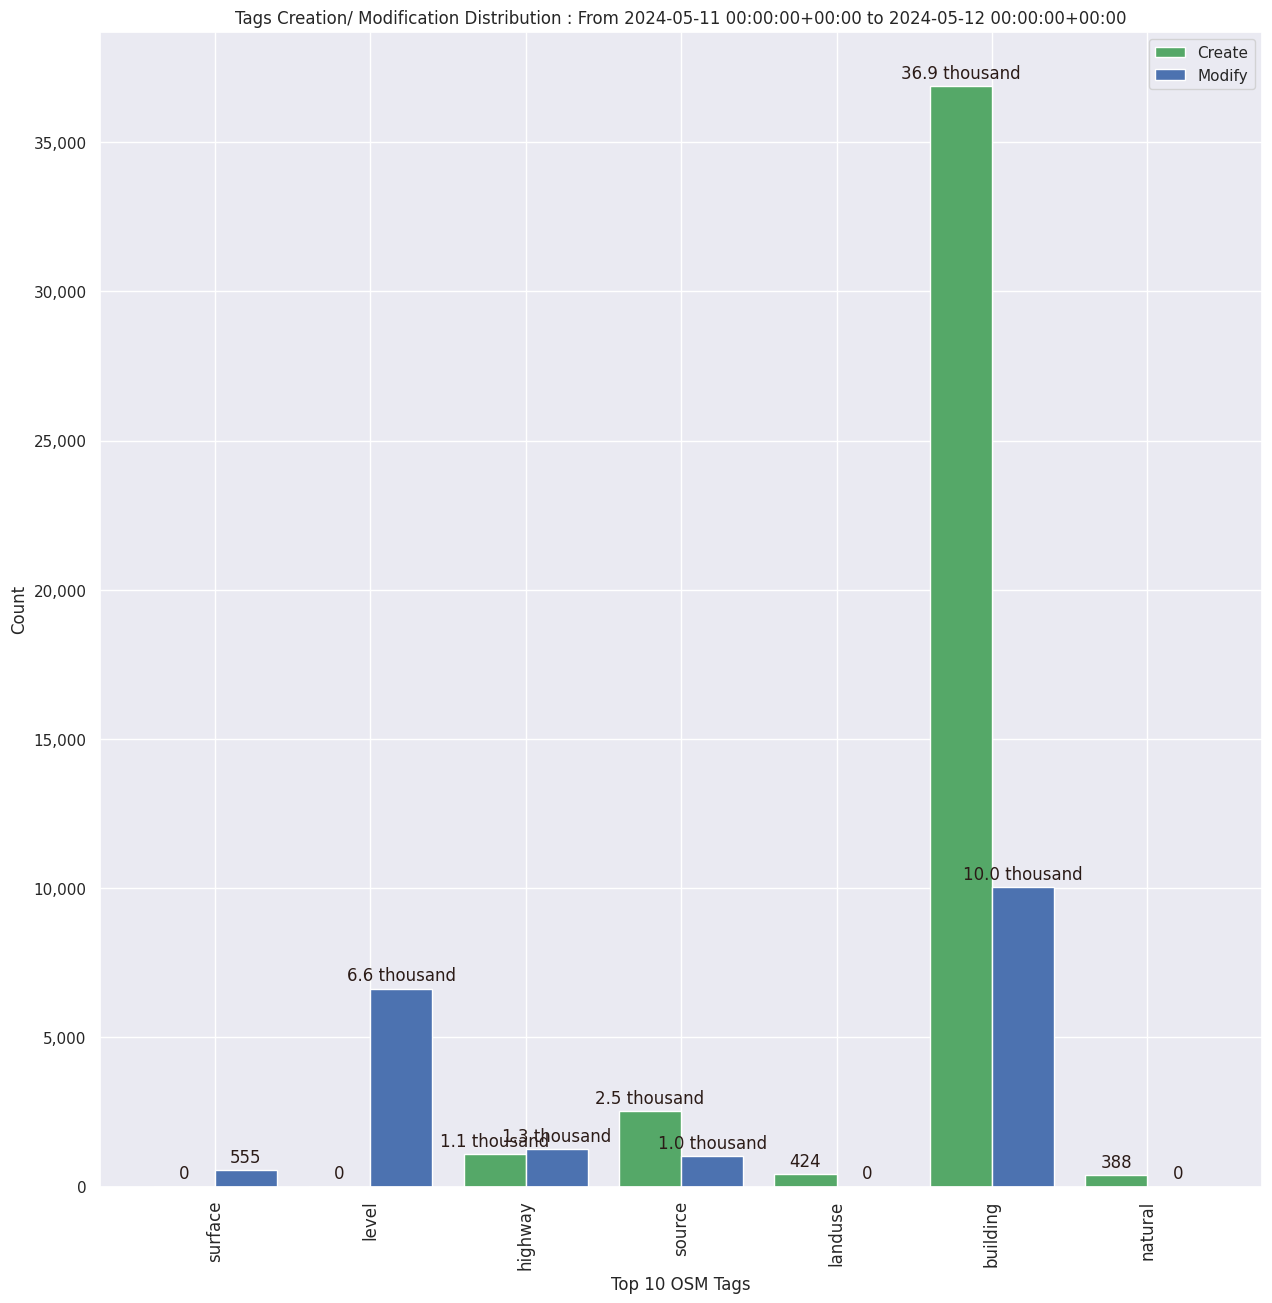 Tags Creation/ Modification Distribution : From 2024-05-11 00:00:00+00:00 to 2024-05-12 00:00:00+00:00
Create
Modify
36.9 thousand
35,000
30,000
25,000
20,000
15,000
10,000
5,000
0
Count
10.0 thousand
6.6 thousand
2.5 thousand
1.1 thousand
1.3 thousand
1.0 thousand
0
555
0
424
0
388
0
surface
level
highway
source
landuse
building
natural
Top 10 OSM Tags